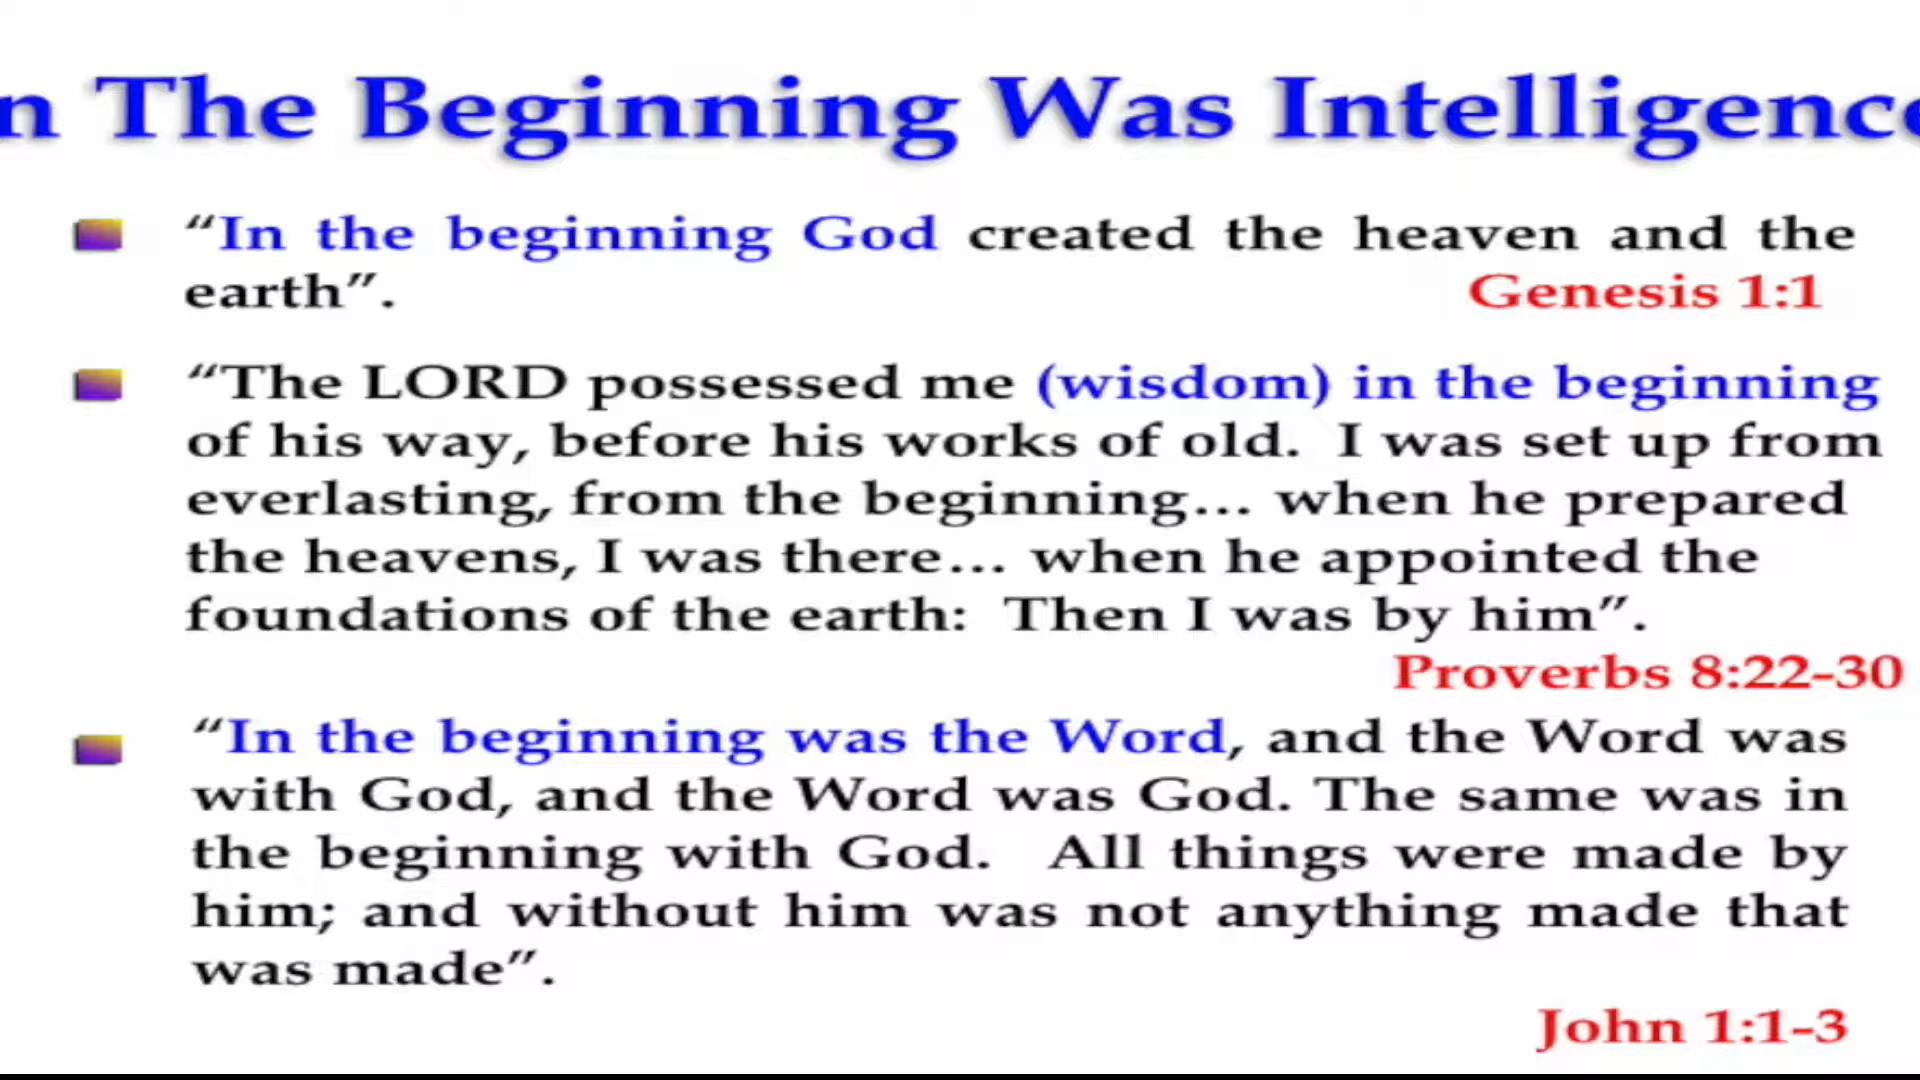 n The Beginning Was Intelligenc
“In the beginning God created the heaven and the
earth”. Genesis 1:1
“The LORD possessed me (wisdom) in the beginning
of his way, before his works of old. I was set up from
everlasting, from the beginning... when he prepared
the heavens, I was there... when he appointed the
foundations of the earth: Then I was by him”.
Proverbs 8:22-30
“In the beginning was the Word, and the Word was
with God, and the Word was God. The same was in
the beginning with God. All things were made by
him; and without him was not anything made that
was made”.
John 1:1-3